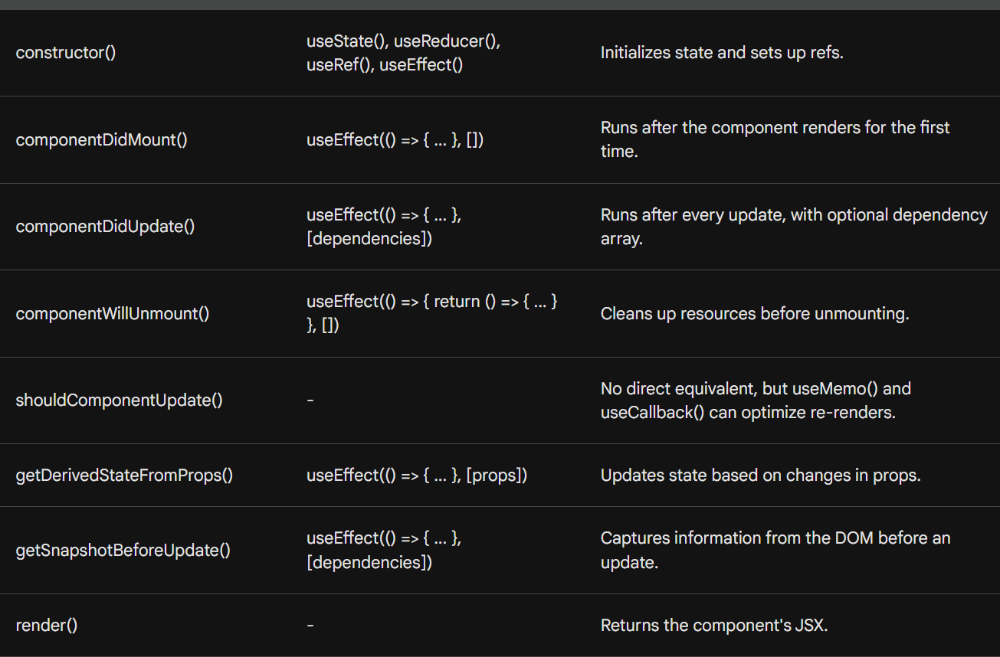 constructor()
useState(), useReducer(),
useRef(), useEffect()
Initializes state and sets up refs.
componentDidMount()
useEffect(() => { ... }, [])
Runs after the component renders for the first
time.
componentDidUpdate()
useEffect(() => { ... },
[dependencies])
Runs after every update, with optional dependency
array.
componentWillUnmount()
useEffect(() => { return () => { ... }
}, [])
Cleans up resources before unmounting.
shouldComponentUpdate()
-
No direct equivalent, but useMemo() and
useCallback() can optimize re-renders.
getDerivedStateFromProps()
useEffect(() => { ... }, [props])
Updates state based on changes in props.
getSnapshotBeforeUpdate()
useEffect(() => { ... },
[dependencies])
Captures information from the DOM before an
update.
render()
-
Returns the component's JSX.